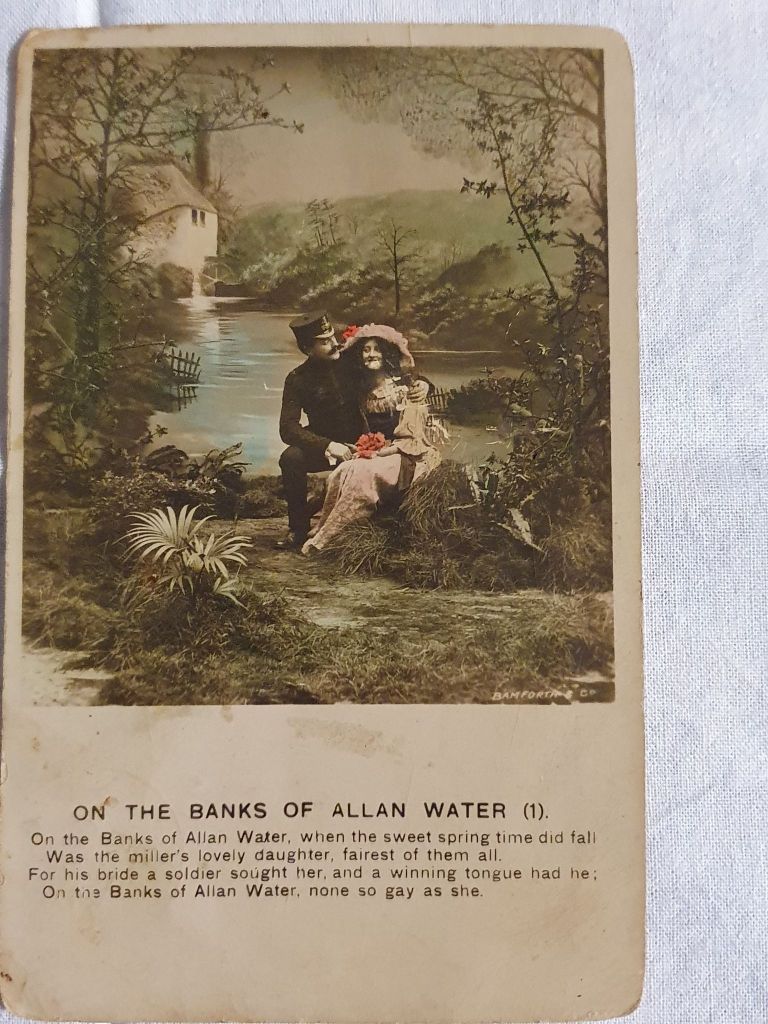 BAMFORTH & CO
ON THE BANKS OF ALLAN WATER (1).
On the Banks of Allan Water, when the sweet spring time did fall
Was the miller's lovely daughter, fairest of them all.
For his bride a soldier sought her, and a winning tongue had he;
On the Banks of Allan Water, none so gay as she.